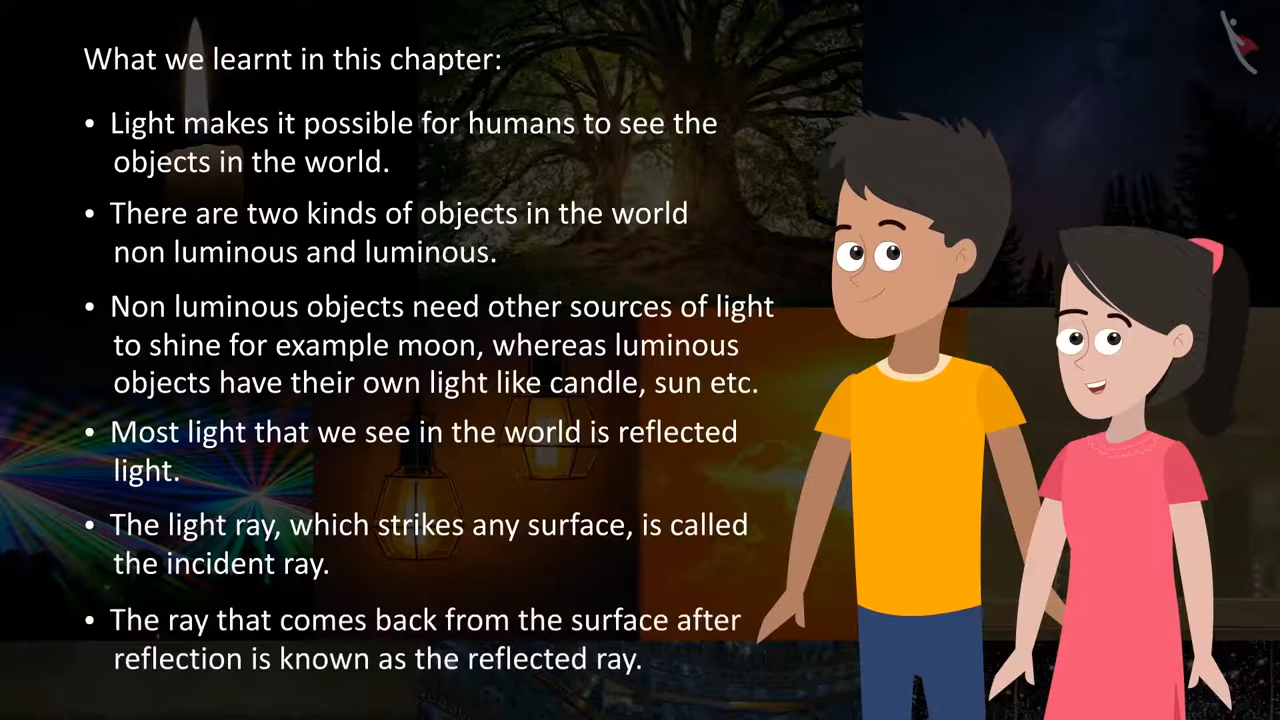 What we learnt in this chapter:
• Light makes it possible for humans to see the
objects in the world.
• There are two kinds of objects in the world
non luminous and luminous.
• Non luminous objects need other sources of light
to shine for example moon, whereas luminous
objects have their own light like candle, sun etc.
• Most light that we see in the world is reflected
light.
• The light ray, which strikes any surface, is called
the incident ray.
• The ray that comes back from the surface after
reflection is known as the reflected ray.